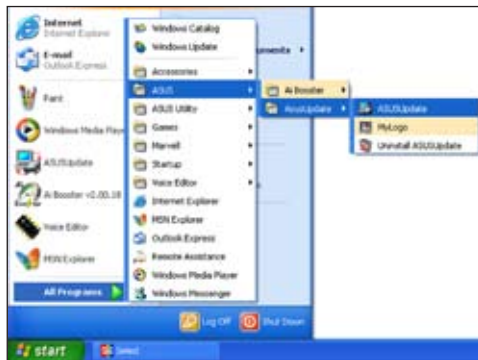 Internet
Internet Explorer
E-mail
Outlook Express
Paint
Windows Media Player
ASUSUpdate
Ai Booster v2.00.18
Voice Editor
MSN Explorer
All Programs
Windows Catalog
Windows Update
Accessories
ASUS
ASUS Utility
Games
Marvell
Startup
Voice Editor
Internet Explorer
MSN Explorer
Outlook Express
Remote Assistance
Windows Media Player
Windows Messenger
Ai Booster
AsusUpdate
ASUSUpdate
MyLogo
Uninstall ASUSUpdate
Log Off
Shut Down
start